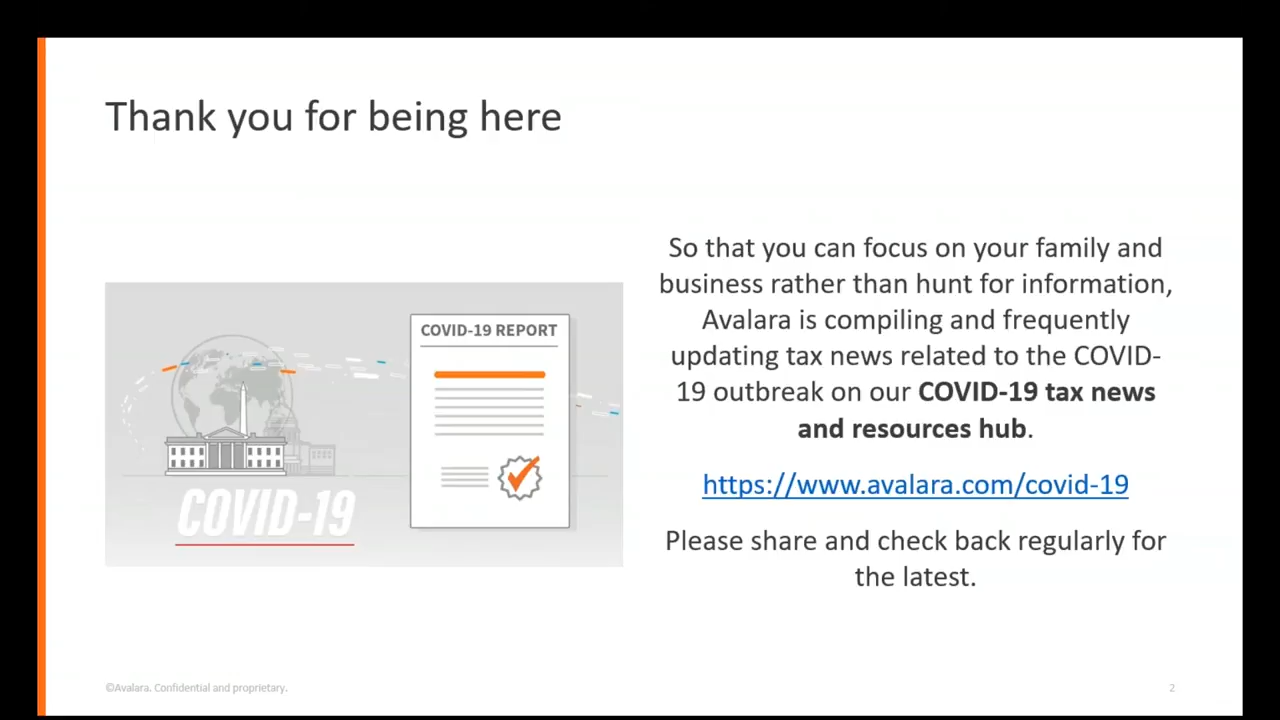 Thank you for being here
COVID-19 REPORT
COVID-19
So that you can focus on your family and
business rather than hunt for information,
Avalara is compiling and frequently
updating tax news related to the COVID-
19 outbreak on our COVID-19 tax news
and resources hub.
https://www.avalara.com/covid-19
Please share and check back regularly for
the latest.
©Avalara. Confidential and proprietary.
2